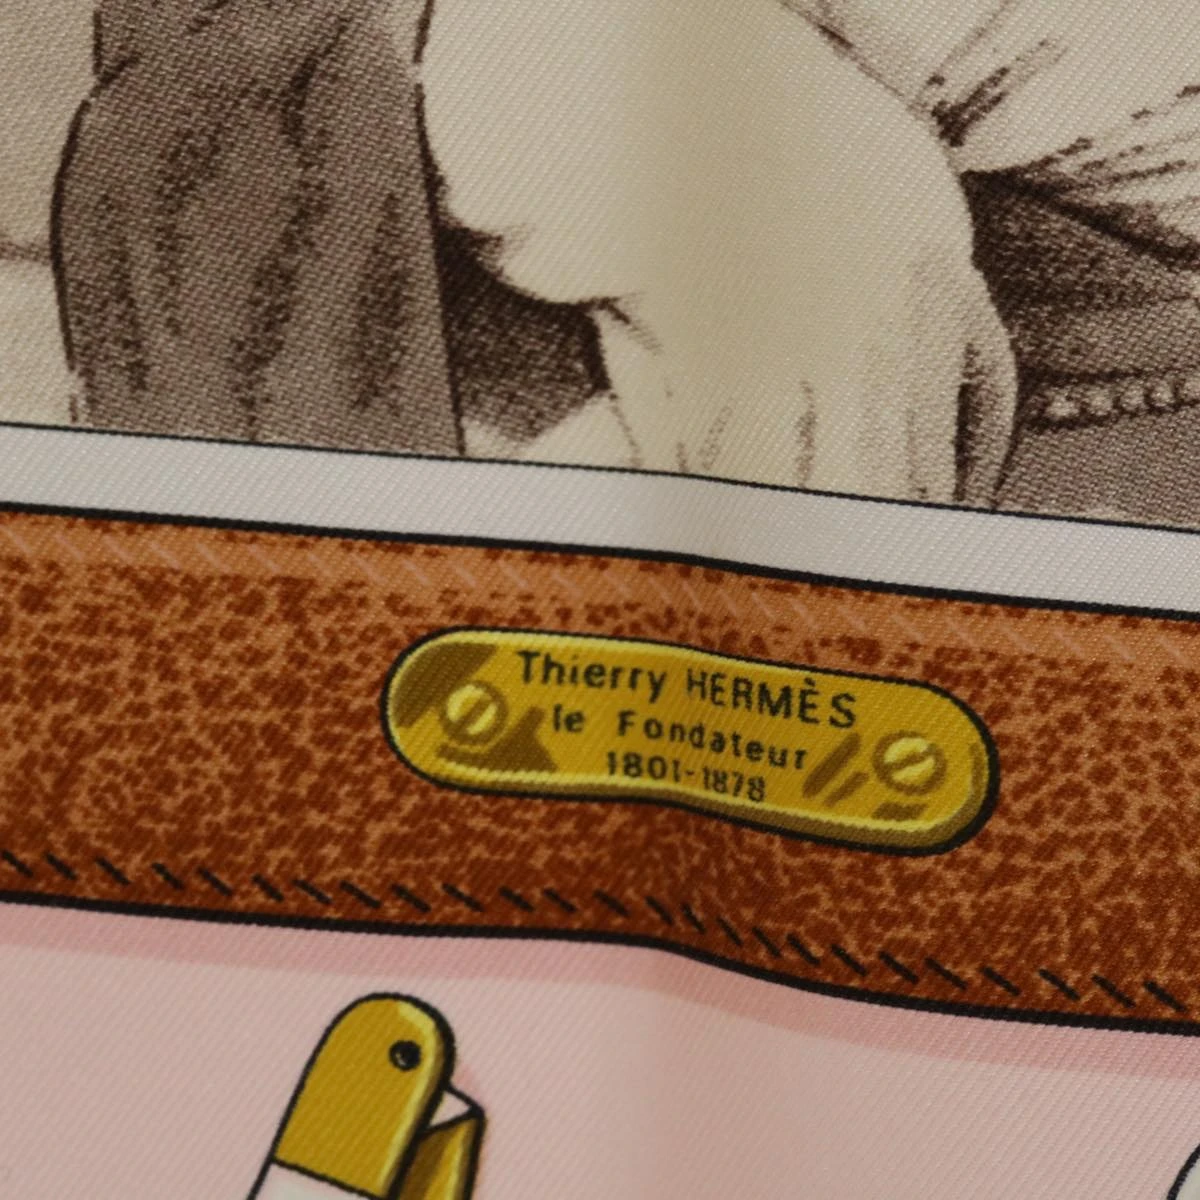 Thierry HERMÈS
le Fondateur
1801-1878